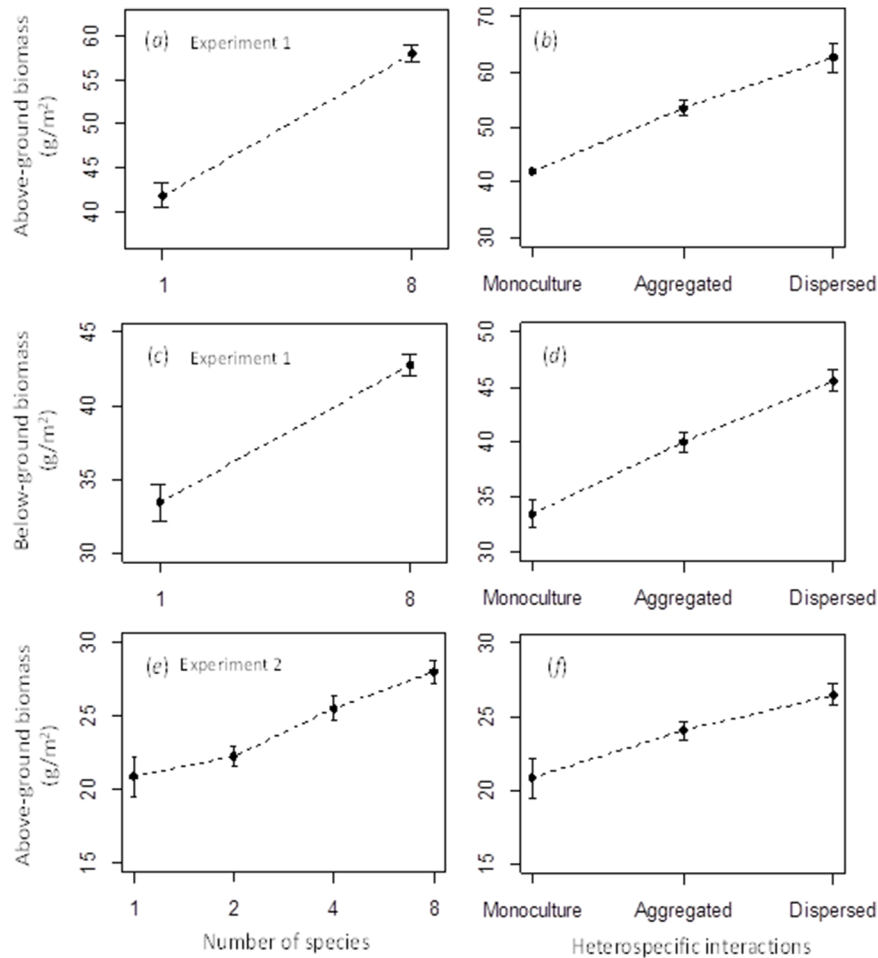 Above-ground biomass
(g/m²)
(a) Experiment 1
60
55
50
45
40
1 8
(b)
70
60
50
40
30
Monoculture Aggregated Dispersed
Below-ground biomass
(g/m²)
(c) Experiment 1
45
40
35
30
1 8
(d)
50
45
40
35
30
Monoculture Aggregated Dispersed
Above-ground biomass
(g/m²)
(e) Experiment 2
30
25
20
15
1 2 4 8
Number of species
(f)
30
25
20
15
Monoculture Aggregated Dispersed
Heterospecific interactions